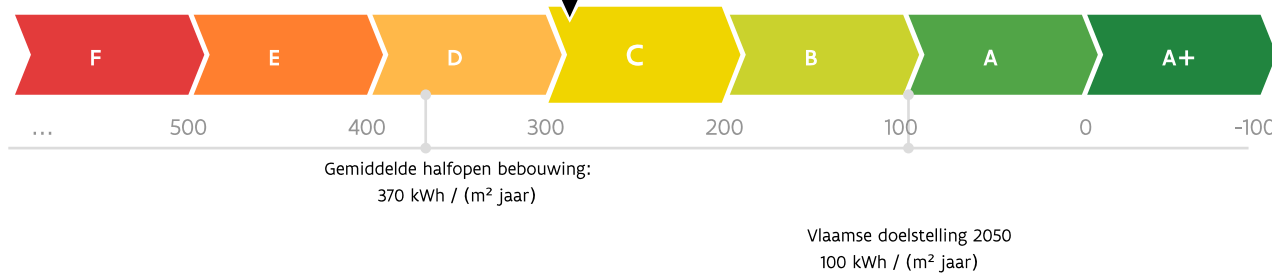 F E D C B A A+
... 500 400 300 200 100 0 -100
Gemiddelde halfopen bebouwing:
370 kWh / (m² jaar)
Vlaamse doelstelling 2050
100 kWh / (m² jaar)